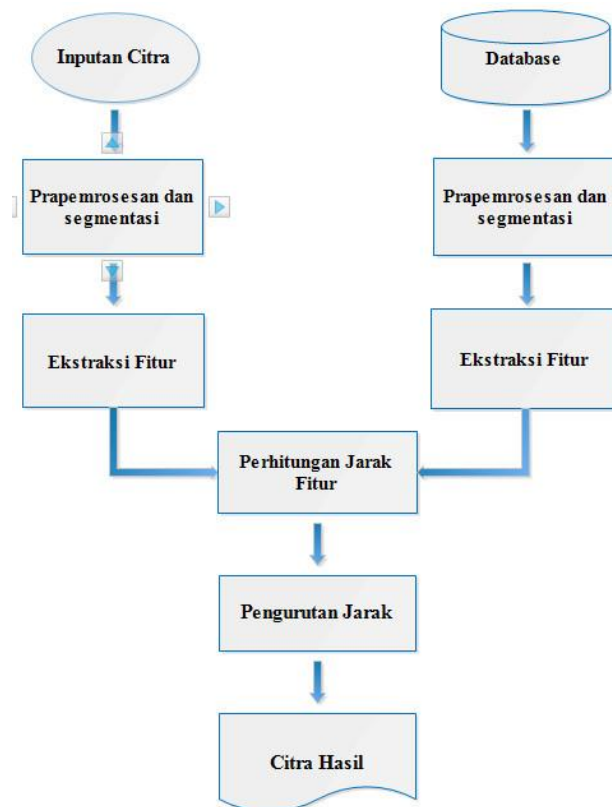 Inputan Citra
Database
Prapemrosesan dan
segmentasi
Prapemrosesan dan
segmentasi
Ekstraksi Fitur
Ekstraksi Fitur
Perhitungan Jarak
Fitur
Pengurutan Jarak
Citra Hasil